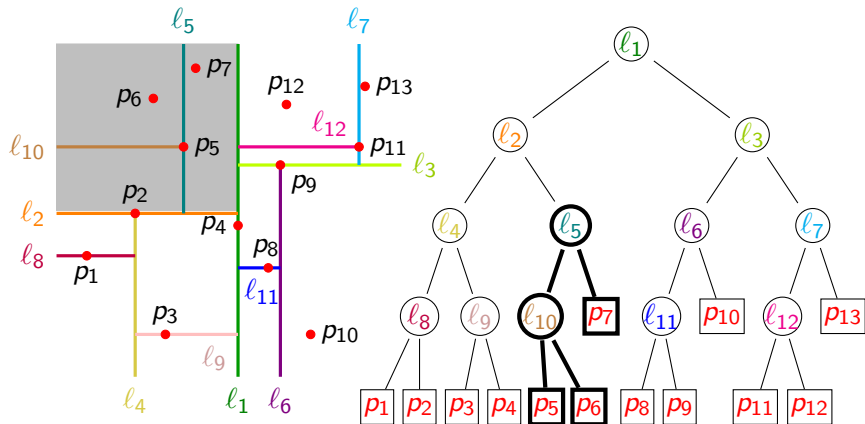 ℓ5 ℓ7
p7 p12 p13
p6
ℓ12
ℓ10 p5 p11
ℓ3
p9
p2
ℓ2 p4
ℓ8 p1 p8
ℓ11
p3 p10
ℓ9
ℓ4 ℓ1 ℓ6
ℓ1
ℓ2 ℓ3
ℓ4 ℓ5 ℓ6 ℓ7
ℓ8 ℓ9 ℓ10 p7 ℓ11 p10 ℓ12 p13
p1 p2 p3 p4 p5 p6 p8 p9 p11 p12